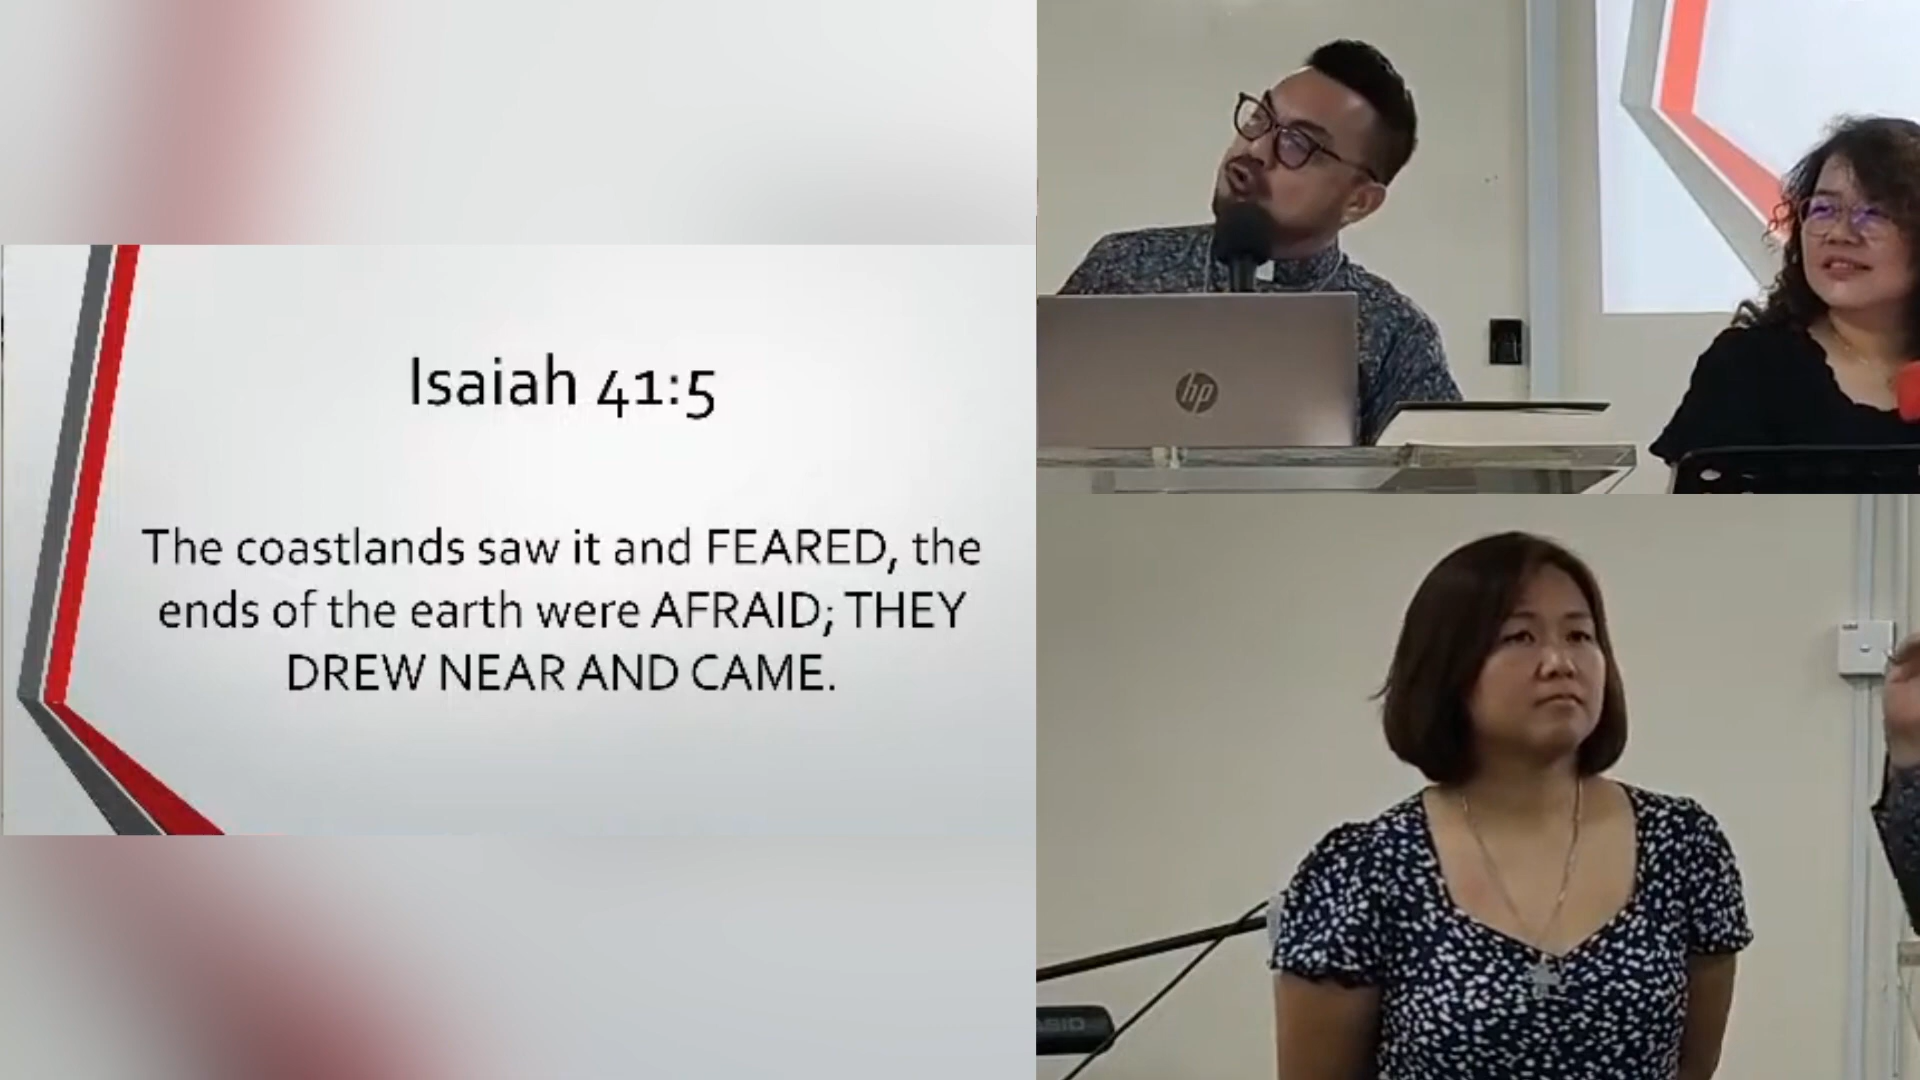 Isaiah 41:5
The coastlands saw it and FEARED, the
ends of the earth were AFRAID; THEY
DREW NEAR AND CAME.
hp